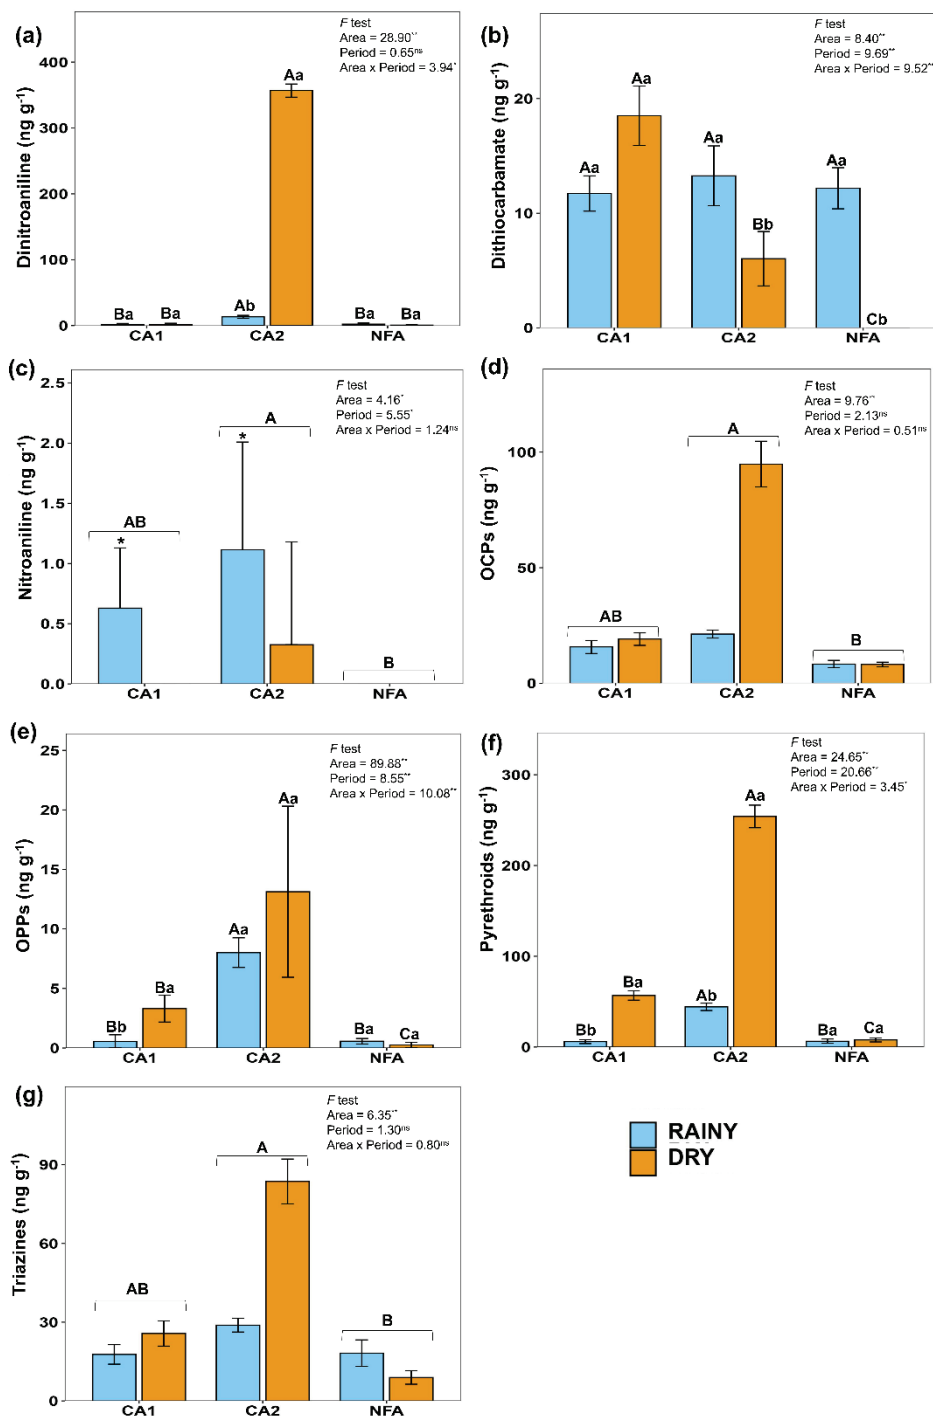 (a)
F test
Area = 28.90**
Period = 0.65ns
Area x Period = 3.94*
Dinitroaniline (ng g-1)
400
300
200
100
0
Ba Ba
Ab
Aa
Ba Ba
CA1 CA2 NFA
(b)
F test
Area = 8.40**
Period = 9.69**
Area x Period = 9.52**
Dithiocarbamate (ng g-1)
20
10
0
Aa
Aa
Aa
Bb
Aa
Cb
CA1 CA2 NFA
(c)
F test
Area = 4.16*
Period = 5.55*
Area x Period = 1.24ns
Nitroaniline (ng g-1)
2.5
2.0
1.5
1.0
0.5
0.0
AB
*
A
*
B
CA1 CA2 NFA
(d)
F test
Area = 9.76**
Period = 2.13ns
Area x Period = 0.51ns
OCPs (ng g-1)
100
50
0
AB
A
B
CA1 CA2 NFA
(e)
F test
Area = 89.88**
Period = 8.55**
Area x Period = 10.08**
OPPs (ng g-1)
25
20
15
10
5
0
Bb
Ba
Aa
Aa
Ba
Ca
CA1 CA2 NFA
(f)
F test
Area = 24.65**
Period = 20.66**
Area x Period = 3.45*
Pyrethroids (ng g-1)
300
200
100
0
Bb
Ba
Ab
Aa
Ba
Ca
CA1 CA2 NFA
(g)
F test
Area = 6.35**
Period = 1.30ns
Area x Period = 0.80ns
Triazines (ng g-1)
90
60
30
0
AB
A
B
CA1 CA2 NFA
RAINY
DRY